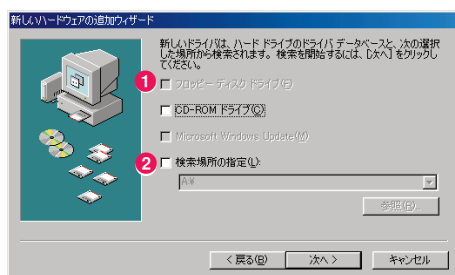 新しいハードウェアの追加ウィザード
新しいドライバは、ハード ドライブのドライバ データベースと、次の選択
した場所から検索されます。検索を開始するには、[次へ] をクリックし
てください。
1 フロッピー ディスク ドライブ(F)
CD-ROM ドライブ(C)
Microsoft Windows Update(M)
2 検索場所の指定(L):
A:¥
参照(R)...
< 戻る(B)
次へ >
キャンセル